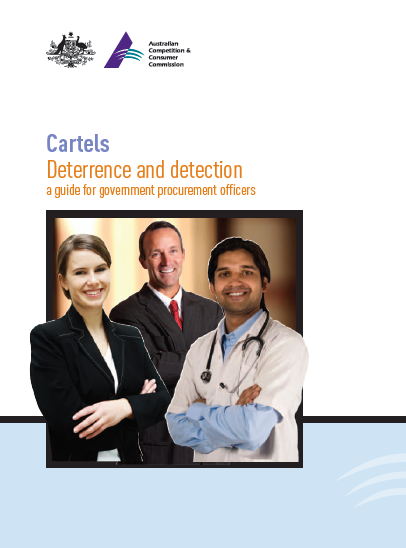 Australian
Competition &
Consumer
Commission
Cartels
Deterrence and detection
a guide for government procurement officers